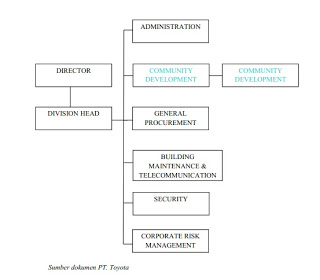 ADMINISTRATION
DIRECTOR
COMMUNITY
DEVELOPMENT
COMMUNITY
DEVELOPMENT
DIVISION HEAD
GENERAL
PROCUREMENT
BUILDING
MAINTENANCE &
TELECOMMUNICATION
SECURITY
CORPORATE RISK
MANAGEMENT
Sumber dokumen PT. Toyota